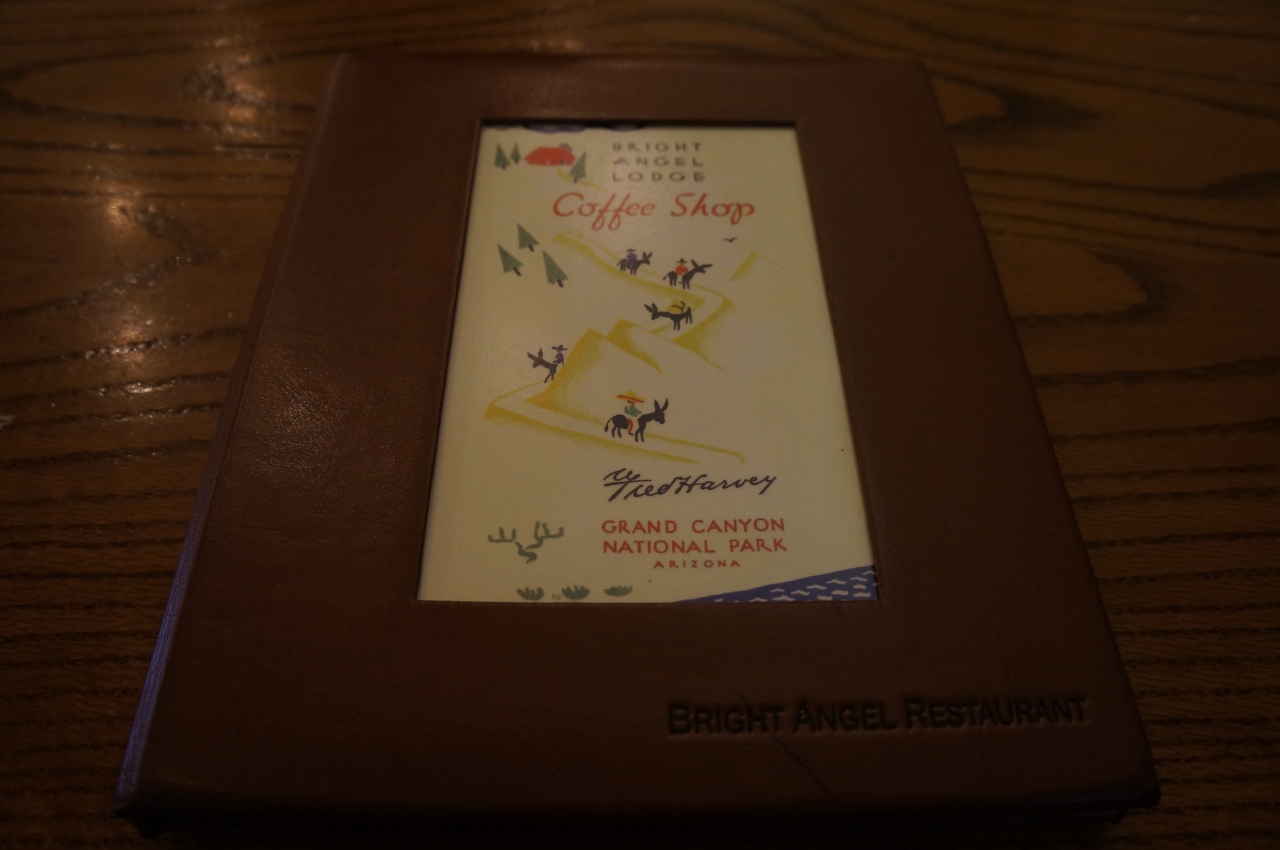 BRIGHT
ANGEL
LODGE
Coffee Shop
Fred Harvey
GRAND CANYON
NATIONAL PARK
ARIZONA
BRIGHT ANGEL RESTAURANT